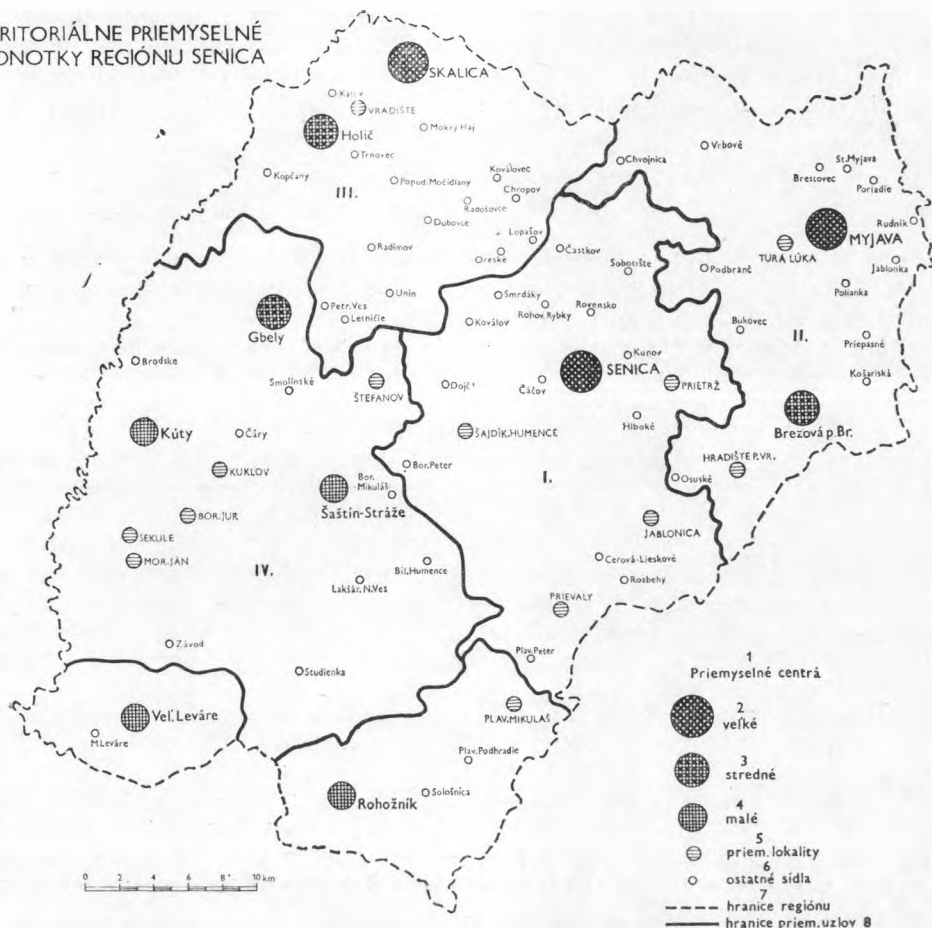 RITORIÁLNE PRIEMYSELNÉ
DNOTKY REGIÓNU SENICA
SKALICA
VRADIŠTE
Holíč
Mokrý Háj
Trnovec
Kopčany
III.
Popud. Močidľany
Kováľovec
Chropov
Radošovce
Dubovce
Lopašov
Oreské
Radimov
Unín
Petr. Ves
Letničie
Chvojnica
Vrbovê
Brestovec
St. Myjava
Poriadie
Rudník
MYJAVA
TURÁ LÚKA
Jablonka
Polianka
Častkov
Sobotište
Podbranč
Smrdáky
Rohov, Rybky
Rovensko
Koválov
Bukovec
II.
Priepasné
Košariská
Gbely
Brodske
Smolinské
ŠTEFANOV
Dojč
Čáčov
SENICA
Kunov
PRIETRŽ
Hlboké
Brezová p. Br.
HRADIŠTE P. VR.
Osuské
Kúty
Čáry
KUKLOV
ŠAJDÍK. HUMENCE
Bor. Peter
Bor.
Mikuláš
Šaštín-Stráže
I.
BOR. JUR
SEKULE
MOR. JÁN
IV.
Lakšár. N. Ves
Bil. Humence
JABLONICA
Cerová-Lieskové
Rozbehy
PRIEVALY
Závod
Studienka
Plav. Peter
Veľ. Leváre
M. Leváre
PLAV. MIKULÁŠ
Plav. Podhradie
Rohožník
Sološnica
1
Priemyselné centrá
2
veľké
3
stredné
4
malé
5
priem. lokality
6
ostatné sídla
7
hranice regiónu
hranice priem. uzlov 8
0 2 4 6 8 10 km